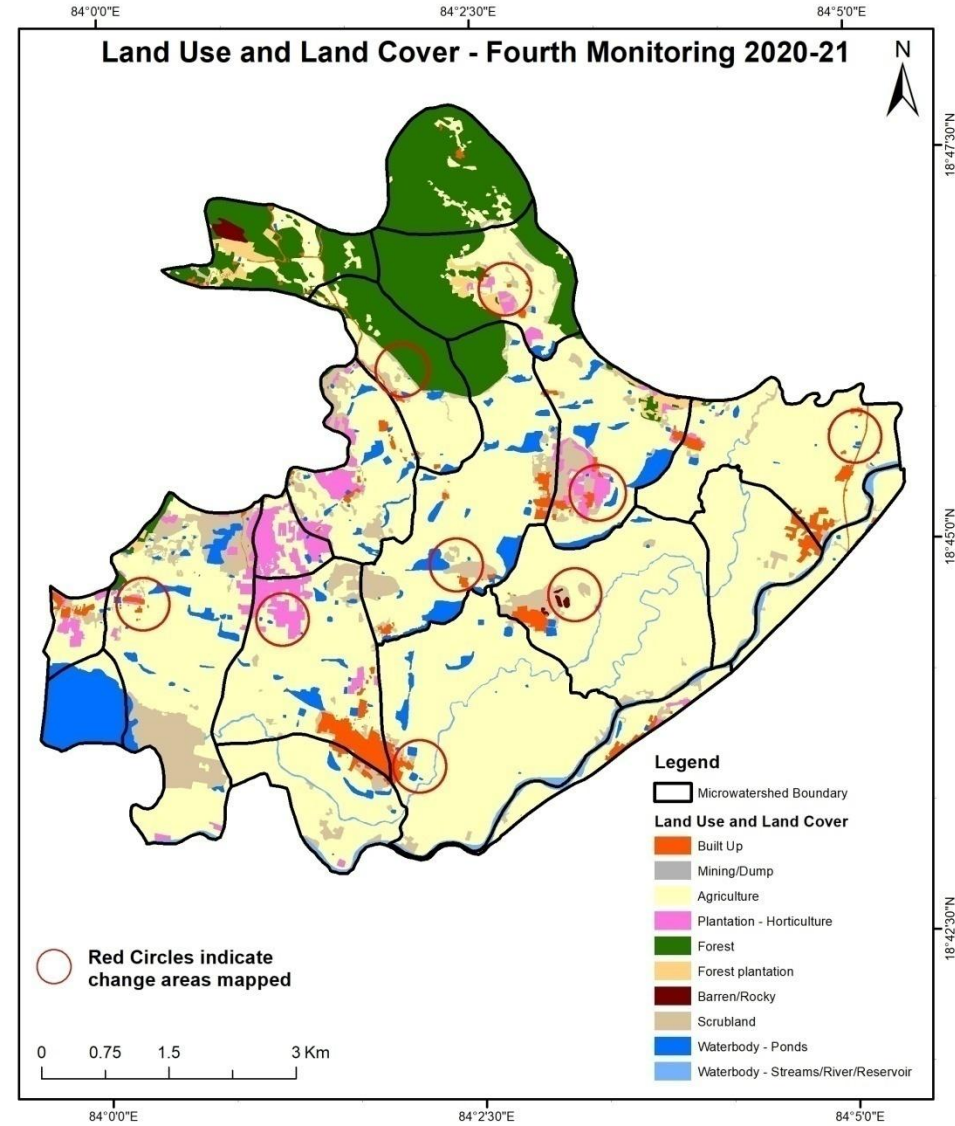 84°0'0"E 84°2'30"E 84°5'0"E
Land Use and Land Cover - Fourth Monitoring 2020-21
N
18°47'30"N
18°45'0"N
18°42'30"N
Legend
Microwatershed Boundary
Land Use and Land Cover
Built Up
Mining/Dump
Agriculture
Plantation - Horticulture
Forest
Forest plantation
Barren/Rocky
Scrubland
Waterbody - Ponds
Waterbody - Streams/River/Reservoir
Red Circles indicate
change areas mapped
0 0.75 1.5 3 Km
84°0'0"E 84°2'30"E 84°5'0"E